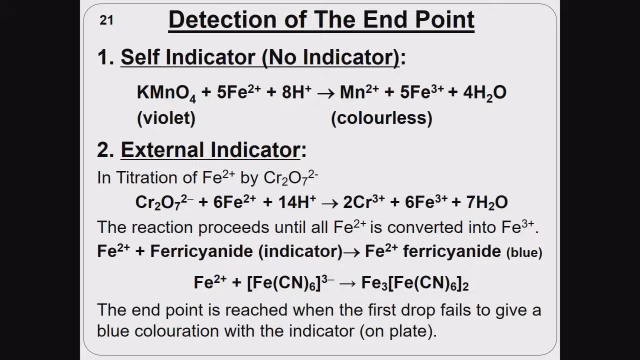 21
Detection of The End Point
1. Self Indicator (No Indicator):
KMnO₄ + 5Fe²⁺ + 8H⁺ → Mn²⁺ + 5Fe³⁺ + 4H₂O
(violet) (colourless)
2. External Indicator:
In Titration of Fe²⁺ by Cr₂O₇²⁻
Cr₂O₇²⁻ + 6Fe²⁺ + 14H⁺ → 2Cr³⁺ + 6Fe³⁺ + 7H₂O
The reaction proceeds until all Fe²⁺ is converted into Fe³⁺.
Fe²⁺ + Ferricyanide (indicator)→ Fe²⁺ ferricyanide (blue)
Fe²⁺ + [Fe(CN)₆]³⁻ → Fe₃[Fe(CN)₆]₂
The end point is reached when the first drop fails to give a
blue colouration with the indicator (on plate).